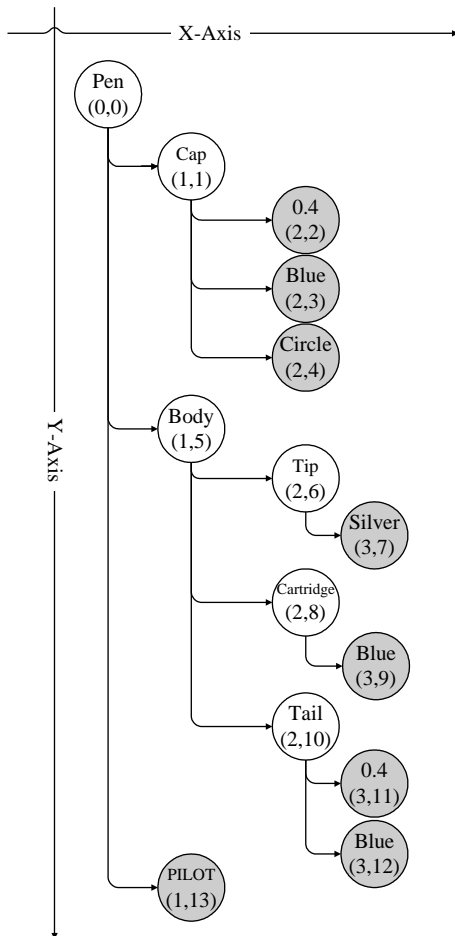 X-Axis
Pen
(0,0)
Cap
(1,1)
0.4
(2,2)
Blue
(2,3)
Circle
(2,4)
Y-Axis
Body
(1,5)
Tip
(2,6)
Silver
(3,7)
Cartridge
(2,8)
Blue
(3,9)
Tail
(2,10)
0.4
(3,11)
Blue
(3,12)
PILOT
(1,13)